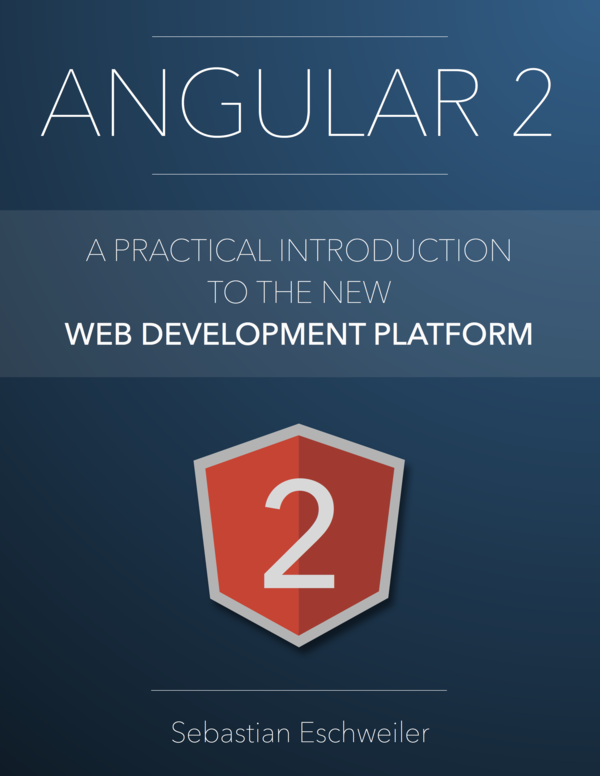 ANGULAR 2
A PRACTICAL INTRODUCTION
TO THE NEW
WEB DEVELOPMENT PLATFORM
2
Sebastian Eschweiler